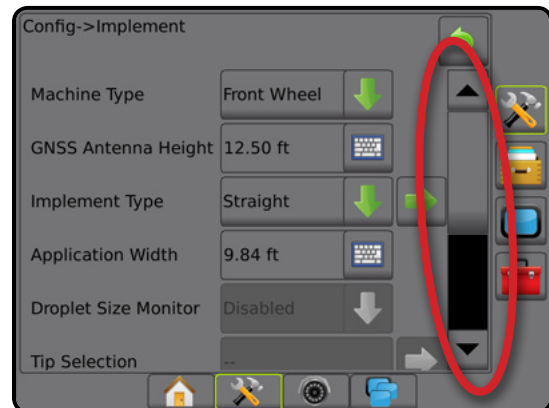 Config->Implement
Machine Type Front Wheel
GNSS Antenna Height 12.50 ft
Implement Type Straight
Application Width 9.84 ft
Droplet Size Monitor Disabled
Tip Selection --